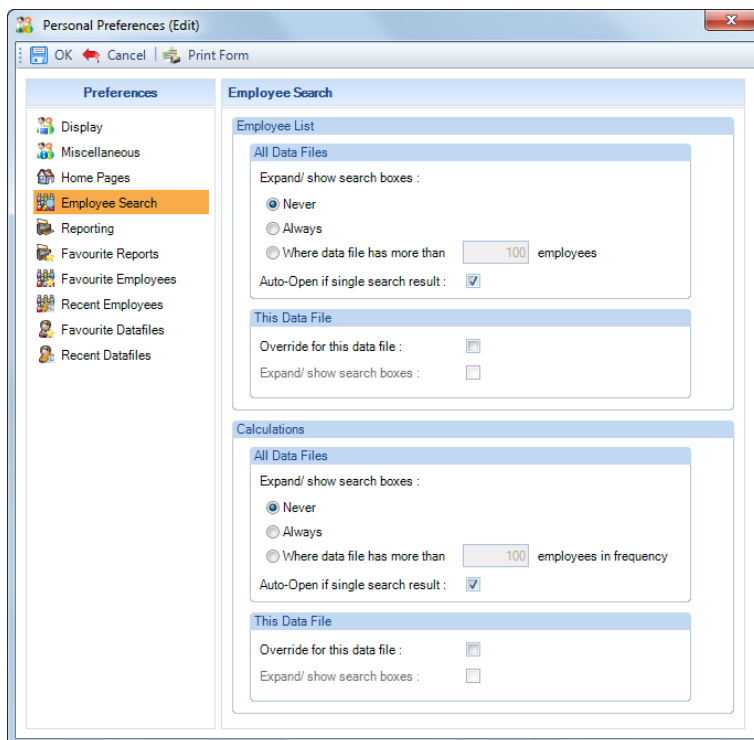 Personal Preferences (Edit)
OK Cancel Print Form
Preferences
Display
Miscellaneous
Home Pages
Employee Search
Reporting
Favourite Reports
Favourite Employees
Recent Employees
Favourite Datafiles
Recent Datafiles
Employee Search
Employee List
All Data Files
Expand/ show search boxes :
Never
Always
Where data file has more than 100 employees
Auto-Open if single search result :
This Data File
Override for this data file :
Expand/ show search boxes :
Calculations
All Data Files
Expand/ show search boxes :
Never
Always
Where data file has more than 100 employees in frequency
Auto-Open if single search result :
This Data File
Override for this data file :
Expand/ show search boxes :